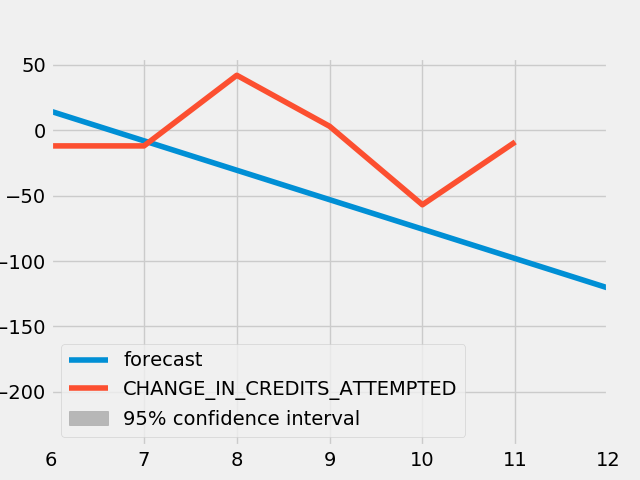 50
0
−50
−100
−150
−200
forecast
CHANGE_IN_CREDITS_ATTEMPTED
95% confidence interval
6 7 8 9 10 11 12